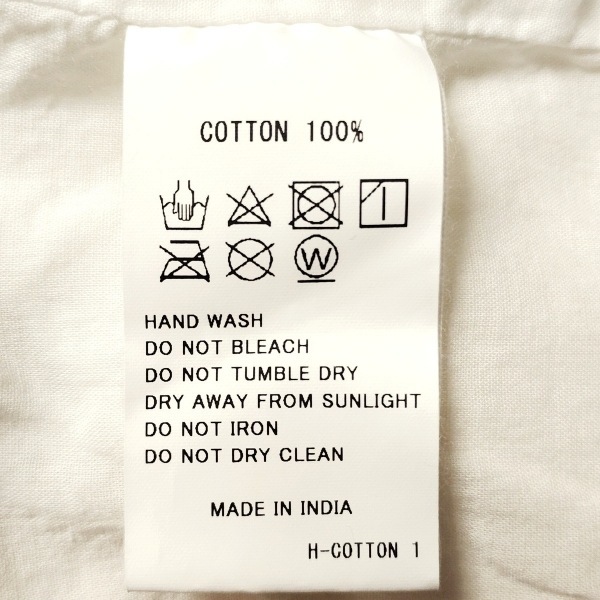 COTTON 100%
W
HAND WASH
DO NOT BLEACH
DO NOT TUMBLE DRY
DRY AWAY FROM SUNLIGHT
DO NOT IRON
DO NOT DRY CLEAN
MADE IN INDIA
H-COTTON 1